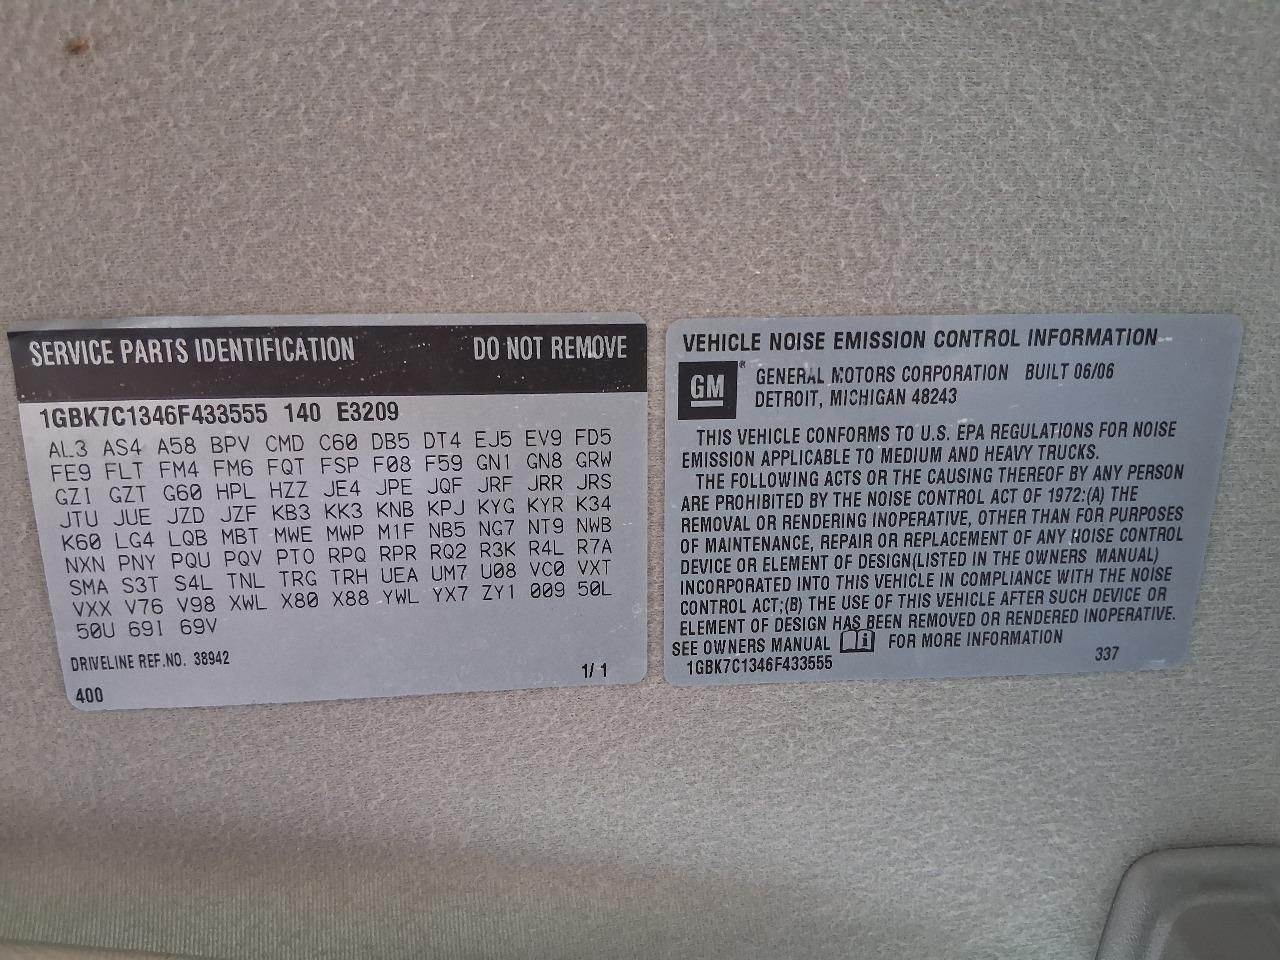 SERVICE PARTS IDENTIFICATION DO NOT REMOVE
1GBK7C1346F433555 140 E3209
AL3 AS4 A58 BPV CMD C60 DB5 DT4 EJ5 EV9 FD5
FE9 FLT FM4 FM6 FQT FSP F08 F59 GN1 GN8 GRW
GZ1 GZT G60 HPL HZZ JE4 JPE JQF JRF JRR JRS
JTU JUE JZD JZF KB3 KK3 KNB KPJ KYG KYR K34
K60 LG4 LQB MBT MWE MWP M1F NB5 NG7 NT9 NWB
NXN PNY PQU PQV PTO RPQ RPR RQ2 R3K R4L R7A
SMA S3T S4L TNL TRG TRH UEA UM7 U08 VC0 VXT
VXX V76 V98 XWL X80 X88 YWL YX7 ZY1 009 50L
50U 69I 69V
DRIVELINE REF.NO. 38942
1/1
400
VEHICLE NOISE EMISSION CONTROL INFORMATION
GM ® GENERAL MOTORS CORPORATION BUILT 06/06
DETROIT, MICHIGAN 48243
THIS VEHICLE CONFORMS TO U.S. EPA REGULATIONS FOR NOISE
EMISSION APPLICABLE TO MEDIUM AND HEAVY TRUCKS.
THE FOLLOWING ACTS OR THE CAUSING THEREOF BY ANY PERSON
ARE PROHIBITED BY THE NOISE CONTROL ACT OF 1972:(A) THE
REMOVAL OR RENDERING INOPERATIVE, OTHER THAN FOR PURPOSES
OF MAINTENANCE, REPAIR OR REPLACEMENT OF ANY NOISE CONTROL
DEVICE OR ELEMENT OF DESIGN(LISTED IN THE OWNERS MANUAL)
INCORPORATED INTO THIS VEHICLE IN COMPLIANCE WITH THE NOISE
CONTROL ACT;(B) THE USE OF THIS VEHICLE AFTER SUCH DEVICE OR
ELEMENT OF DESIGN HAS BEEN REMOVED OR RENDERED INOPERATIVE.
SEE OWNERS MANUAL i FOR MORE INFORMATION
1GBK7C1346F433555 337